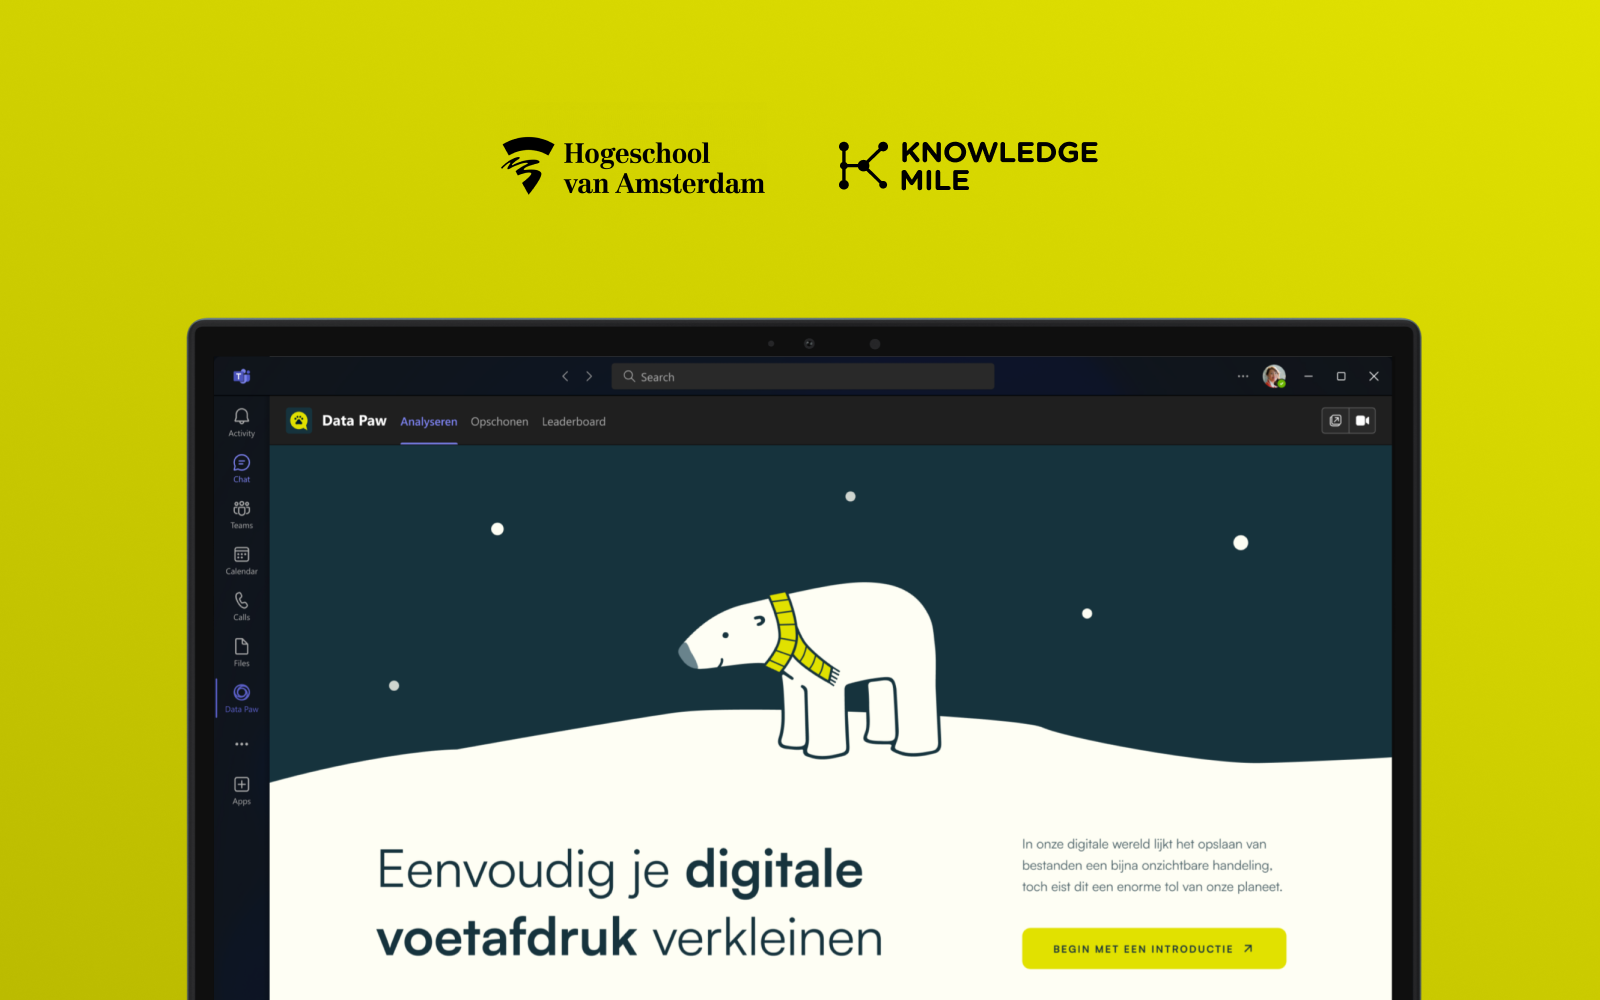 Hogeschool
van Amsterdam
KNOWLEDGE
MILE
Search
Data Paw
Analyseren
Opschonen
Leaderboard
Activity
Chat
Teams
Calendar
Calls
Files
Data Paw
Apps
Eenvoudig je digitale
voetafdruk verkleinen
In onze digitale wereld lijkt het opslaan van
bestanden een bijna onzichtbare handeling,
toch eist dit een enorme tol van onze planeet.
BEGIN MET EEN INTRODUCTIE